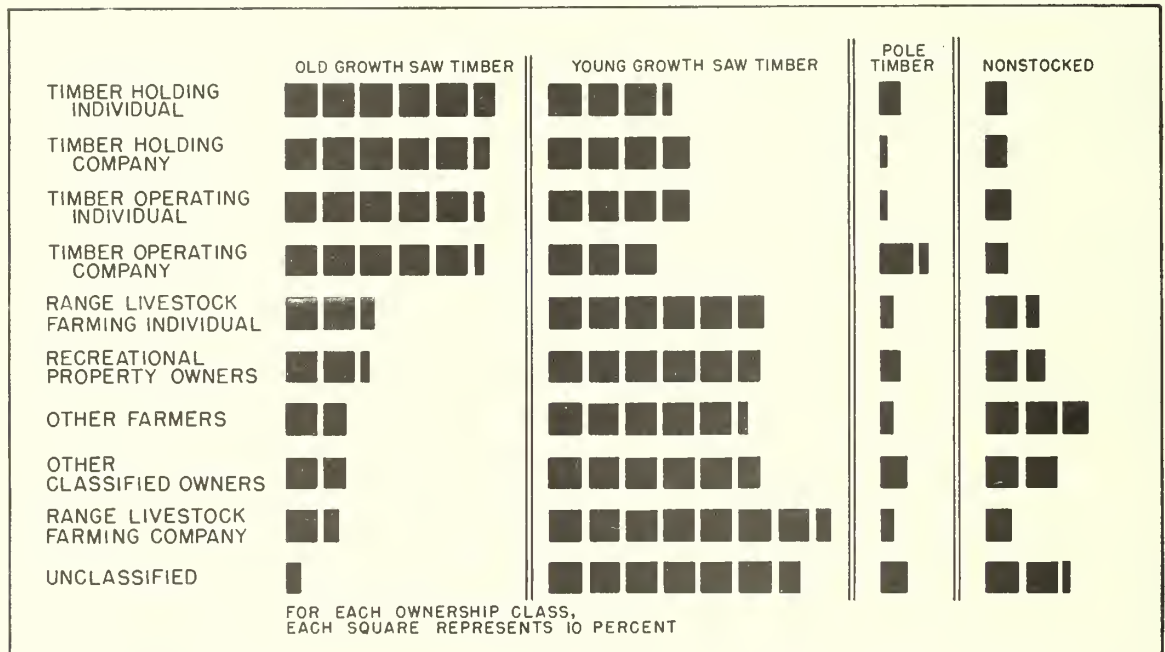 OLD GROWTH SAW TIMBER
YOUNG GROWTH SAW TIMBER
POLE
TIMBER
NONSTOCKED
TIMBER HOLDING
INDIVIDUAL
TIMBER HOLDING
COMPANY
TIMBER OPERATING
INDIVIDUAL
TIMBER OPERATING
COMPANY
RANGE LIVESTOCK
FARMING INDIVIDUAL
RECREATIONAL
PROPERTY OWNERS
OTHER FARMERS
OTHER
CLASSIFIED OWNERS
RANGE LIVESTOCK
FARMING COMPANY
UNCLASSIFIED
FOR EACH OWNERSHIP CLASS,
EACH SQUARE REPRESENTS 10 PERCENT